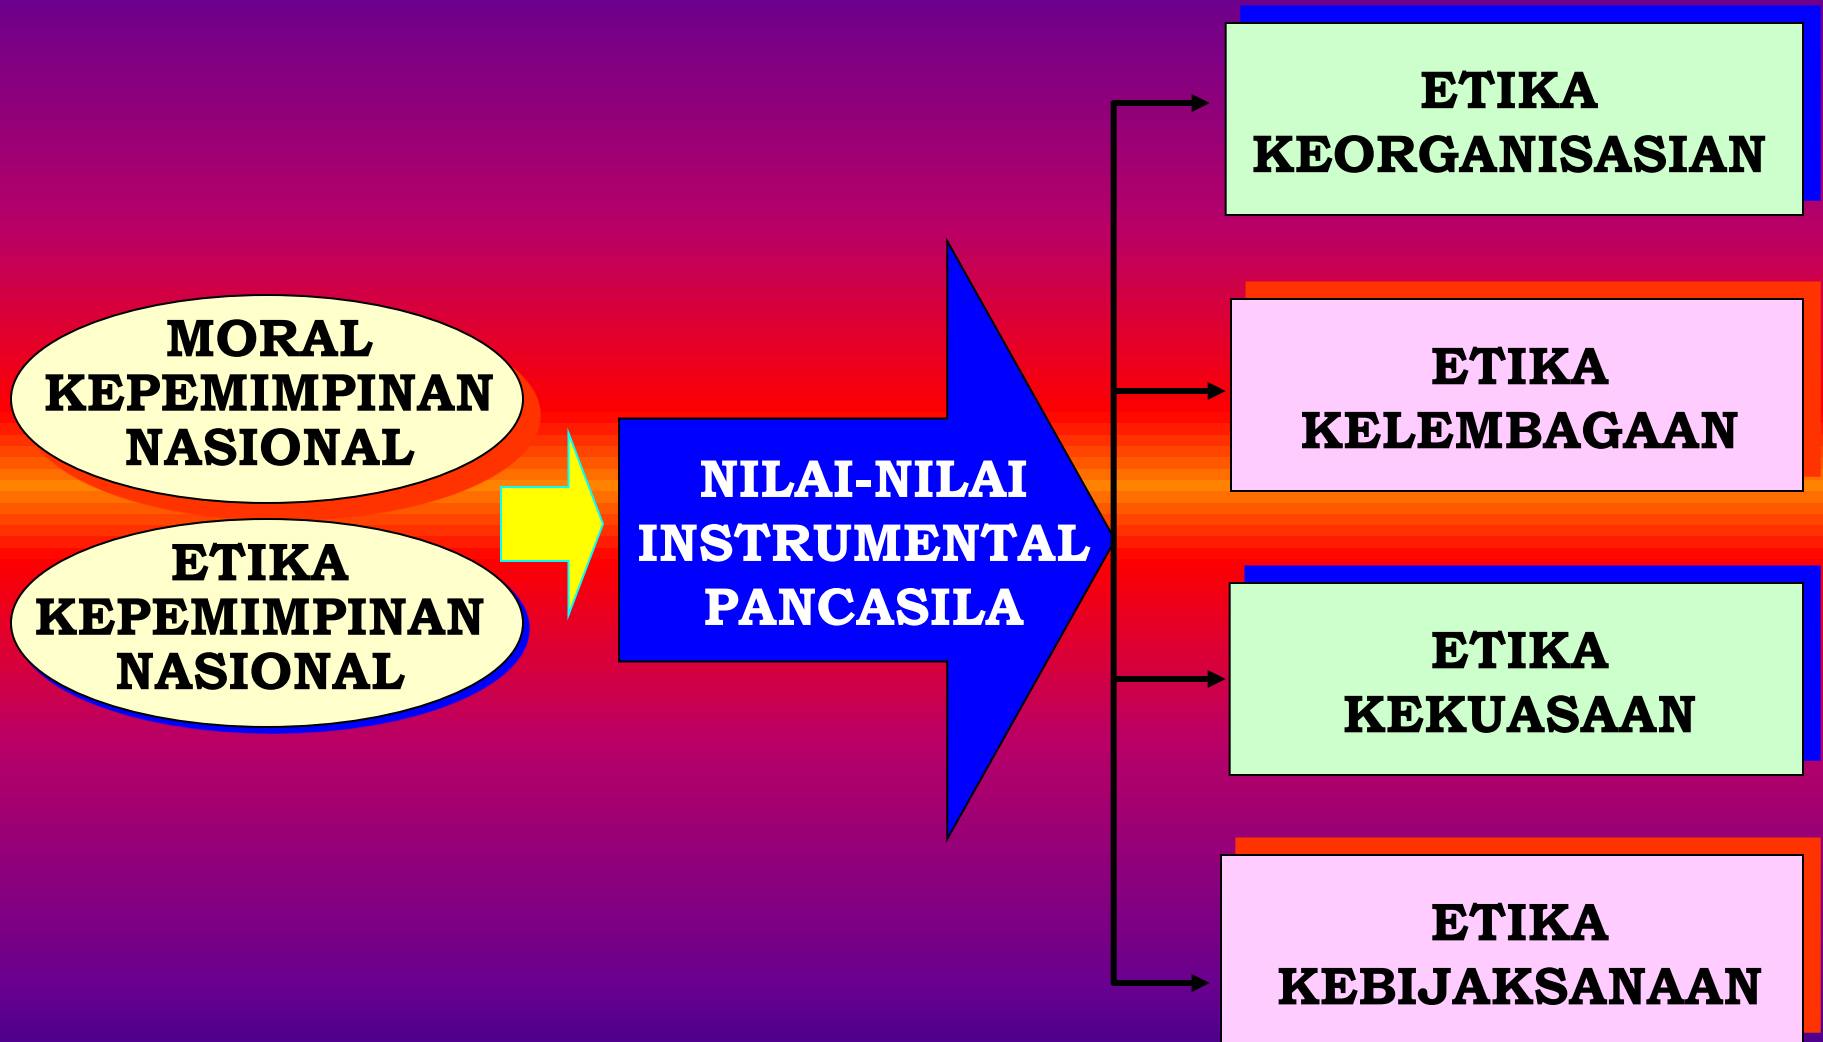 MORAL
KEPEMIMPINAN
NASIONAL
ETIKA
KEPEMIMPINAN
NASIONAL
NILAI-NILAI
INSTRUMENTAL
PANCASILA
ETIKA
KEORGANISASIAN
ETIKA
KELEMBAGAAN
ETIKA
KEKUASAAN
ETIKA
KEBIJAKSANAAN